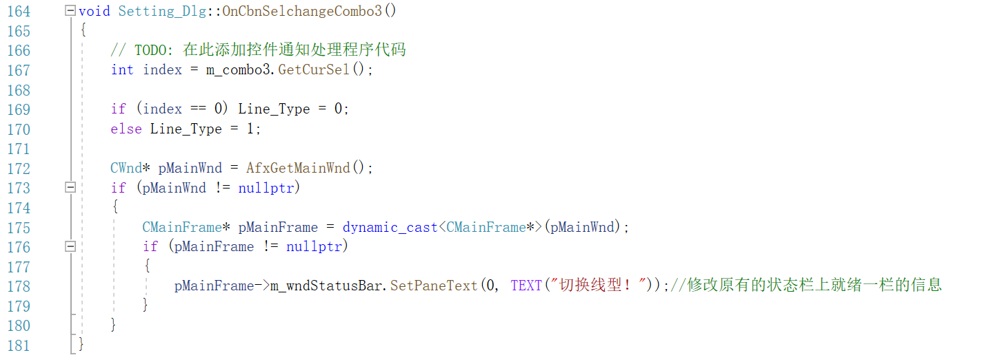 164 void Setting_Dlg::OnCbnSelchangeCombo3()
165 {
166 // TODO: 在此添加控件通知处理程序代码
167 int index = m_combo3.GetCurSel();
168
169 if (index == 0) Line_Type = 0;
170 else Line_Type = 1;
171
172 CWnd* pMainWnd = AfxGetMainWnd();
173 if (pMainWnd != nullptr)
174 {
175 CMainFrame* pMainFrame = dynamic_cast<CMainFrame*>(pMainWnd);
176 if (pMainFrame != nullptr)
177 {
178 pMainFrame->m_wndStatusBar.SetPaneText(0, TEXT("切换线型！"));//修改原有的状态栏上就绪一栏的信息
179 }
180 }
181 }